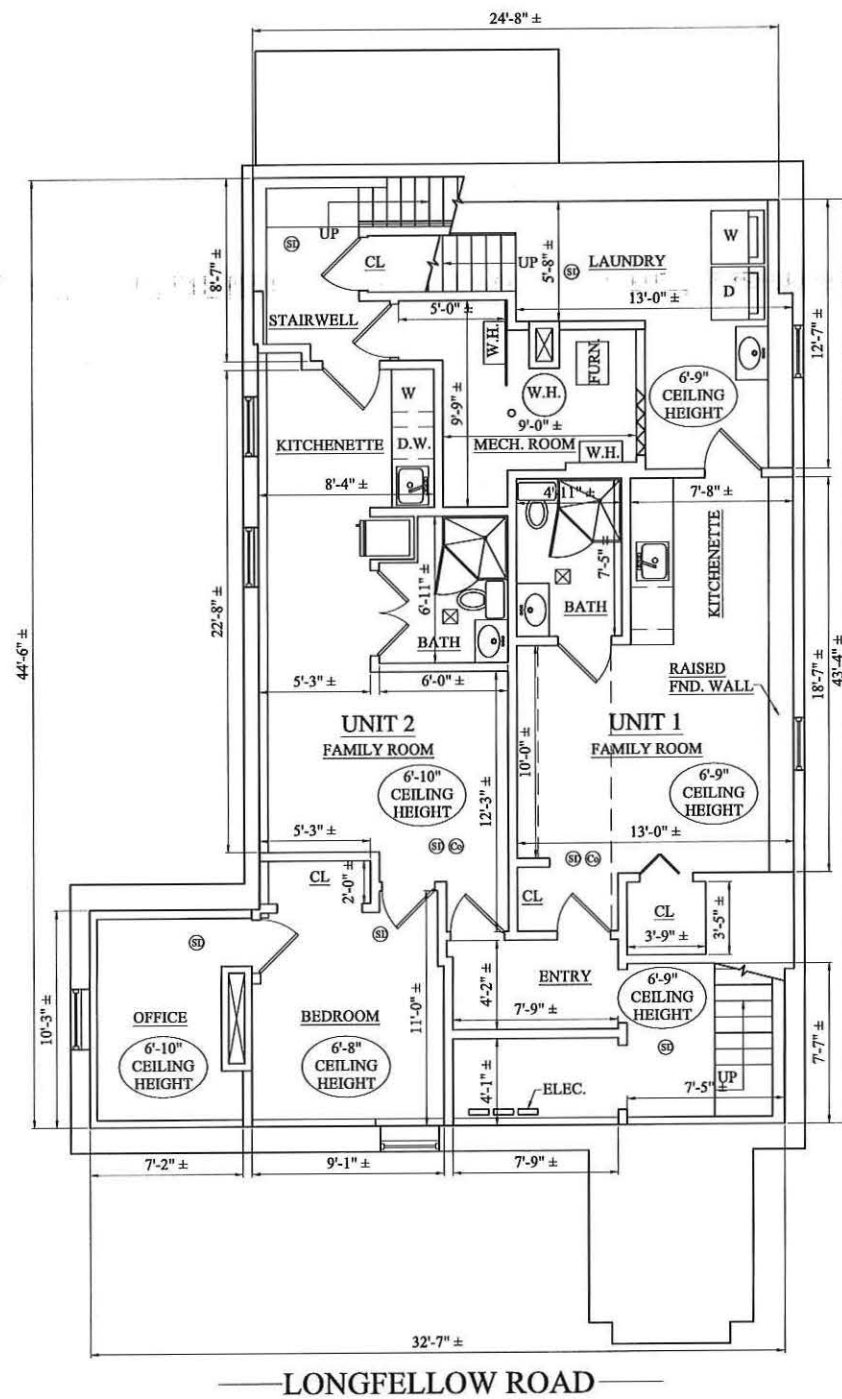 24'-8" ±
UP
SD
CL
UP
5'-8" ±
SD
LAUNDRY
W
D
13'-0" ±
8'-7" ±
STAIRWELL
5'-0" ±
W.H.
FURN.
12'-7" ±
W.H.
6'-9"
CEILING
HEIGHT
9'-9" ±
9'-0" ±
MECH. ROOM
W.H.
W
D.W.
KITCHENETTE
8'-4" ±
4'-11" ±
7'-8" ±
KITCHENETTE
7'-5" ±
BATH
22'-8" ±
6'-11" ±
BATH
44'-6" ±
43'-4" ±
18'-7" ±
RAISED
FND. WALL
5'-3" ±
6'-0" ±
UNIT 2
FAMILY ROOM
6'-10"
CEILING
HEIGHT
12'-3" ±
10'-0" ±
UNIT 1
FAMILY ROOM
6'-9"
CEILING
HEIGHT
5'-3" ±
13'-0" ±
SD Co
SD Co
CL
2'-0" ±
CL
CL
3'-9" ±
3'-5" ±
SD
SD
10'-3" ±
OFFICE
6'-10"
CEILING
HEIGHT
BEDROOM
6'-8"
CEILING
HEIGHT
11'-0" ±
4'-2" ±
ENTRY
7'-9" ±
6'-9"
CEILING
HEIGHT
SD
UP
7'-7" ±
4'-1" ±
ELEC.
7'-5" ±
7'-2" ±
9'-1" ±
7'-9" ±
32'-7" ±
LONGFELLOW ROAD